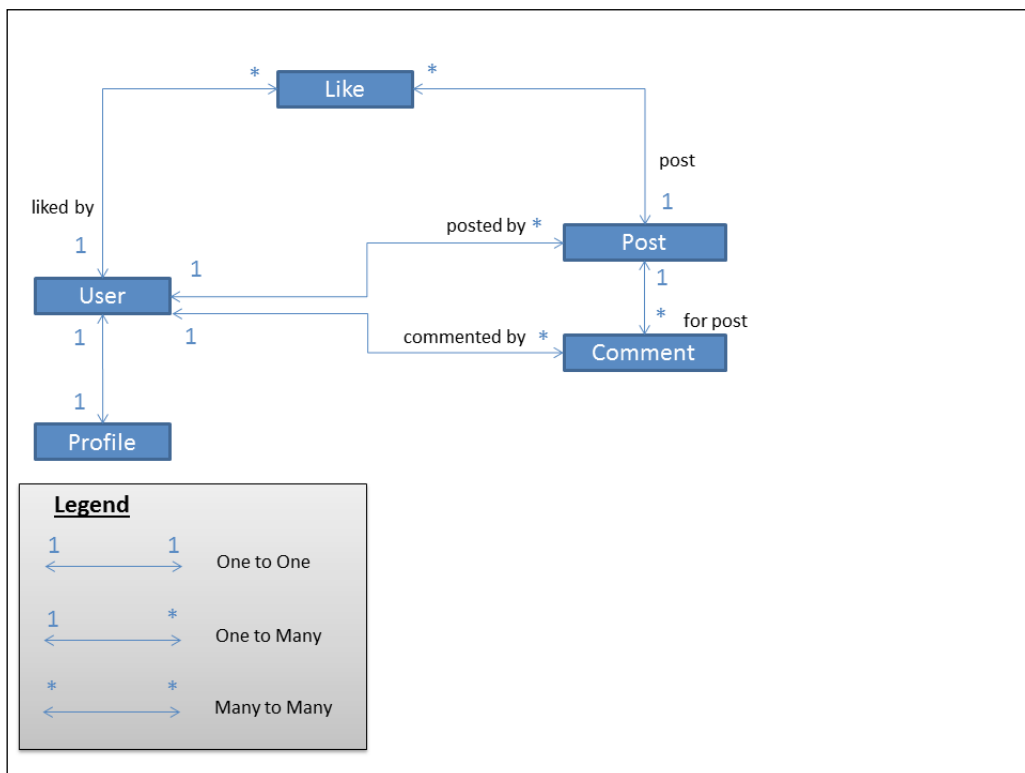 * *
Like
post
liked by
1
posted by *
Post
1
1
User
1
1
1
* for post
commented by *
Comment
1
Profile
Legend
1 1
One to One
1 *
One to Many
* *
Many to Many